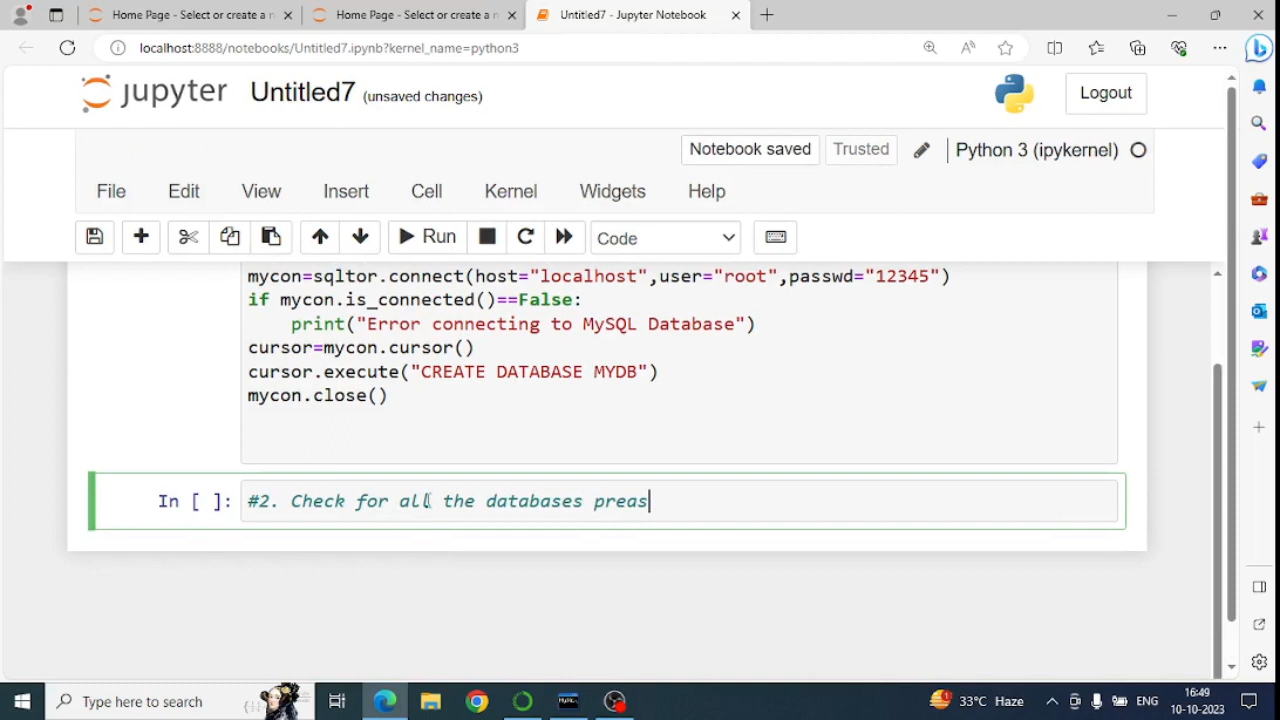 Home Page - Select or create a n
Home Page - Select or create a n
Untitled7 - Jupyter Notebook
localhost:8888/notebooks/Untitled7.ipynb?kernel_name=python3
jupyter Untitled7 (unsaved changes)
Logout
Notebook saved Trusted Python 3 (ipykernel)
File Edit View Insert Cell Kernel Widgets Help
Run Code
mycon=sqltor.connect(host="localhost",user="root",passwd="12345")
if mycon.is_connected()==False:
    print("Error connecting to MySQL Database")
cursor=mycon.cursor()
cursor.execute("CREATE DATABASE MYDB")
mycon.close()
In [ ]: #2. Check for all the databases preas
Type here to search
33°C Haze
ENG
16:49
10-10-2023